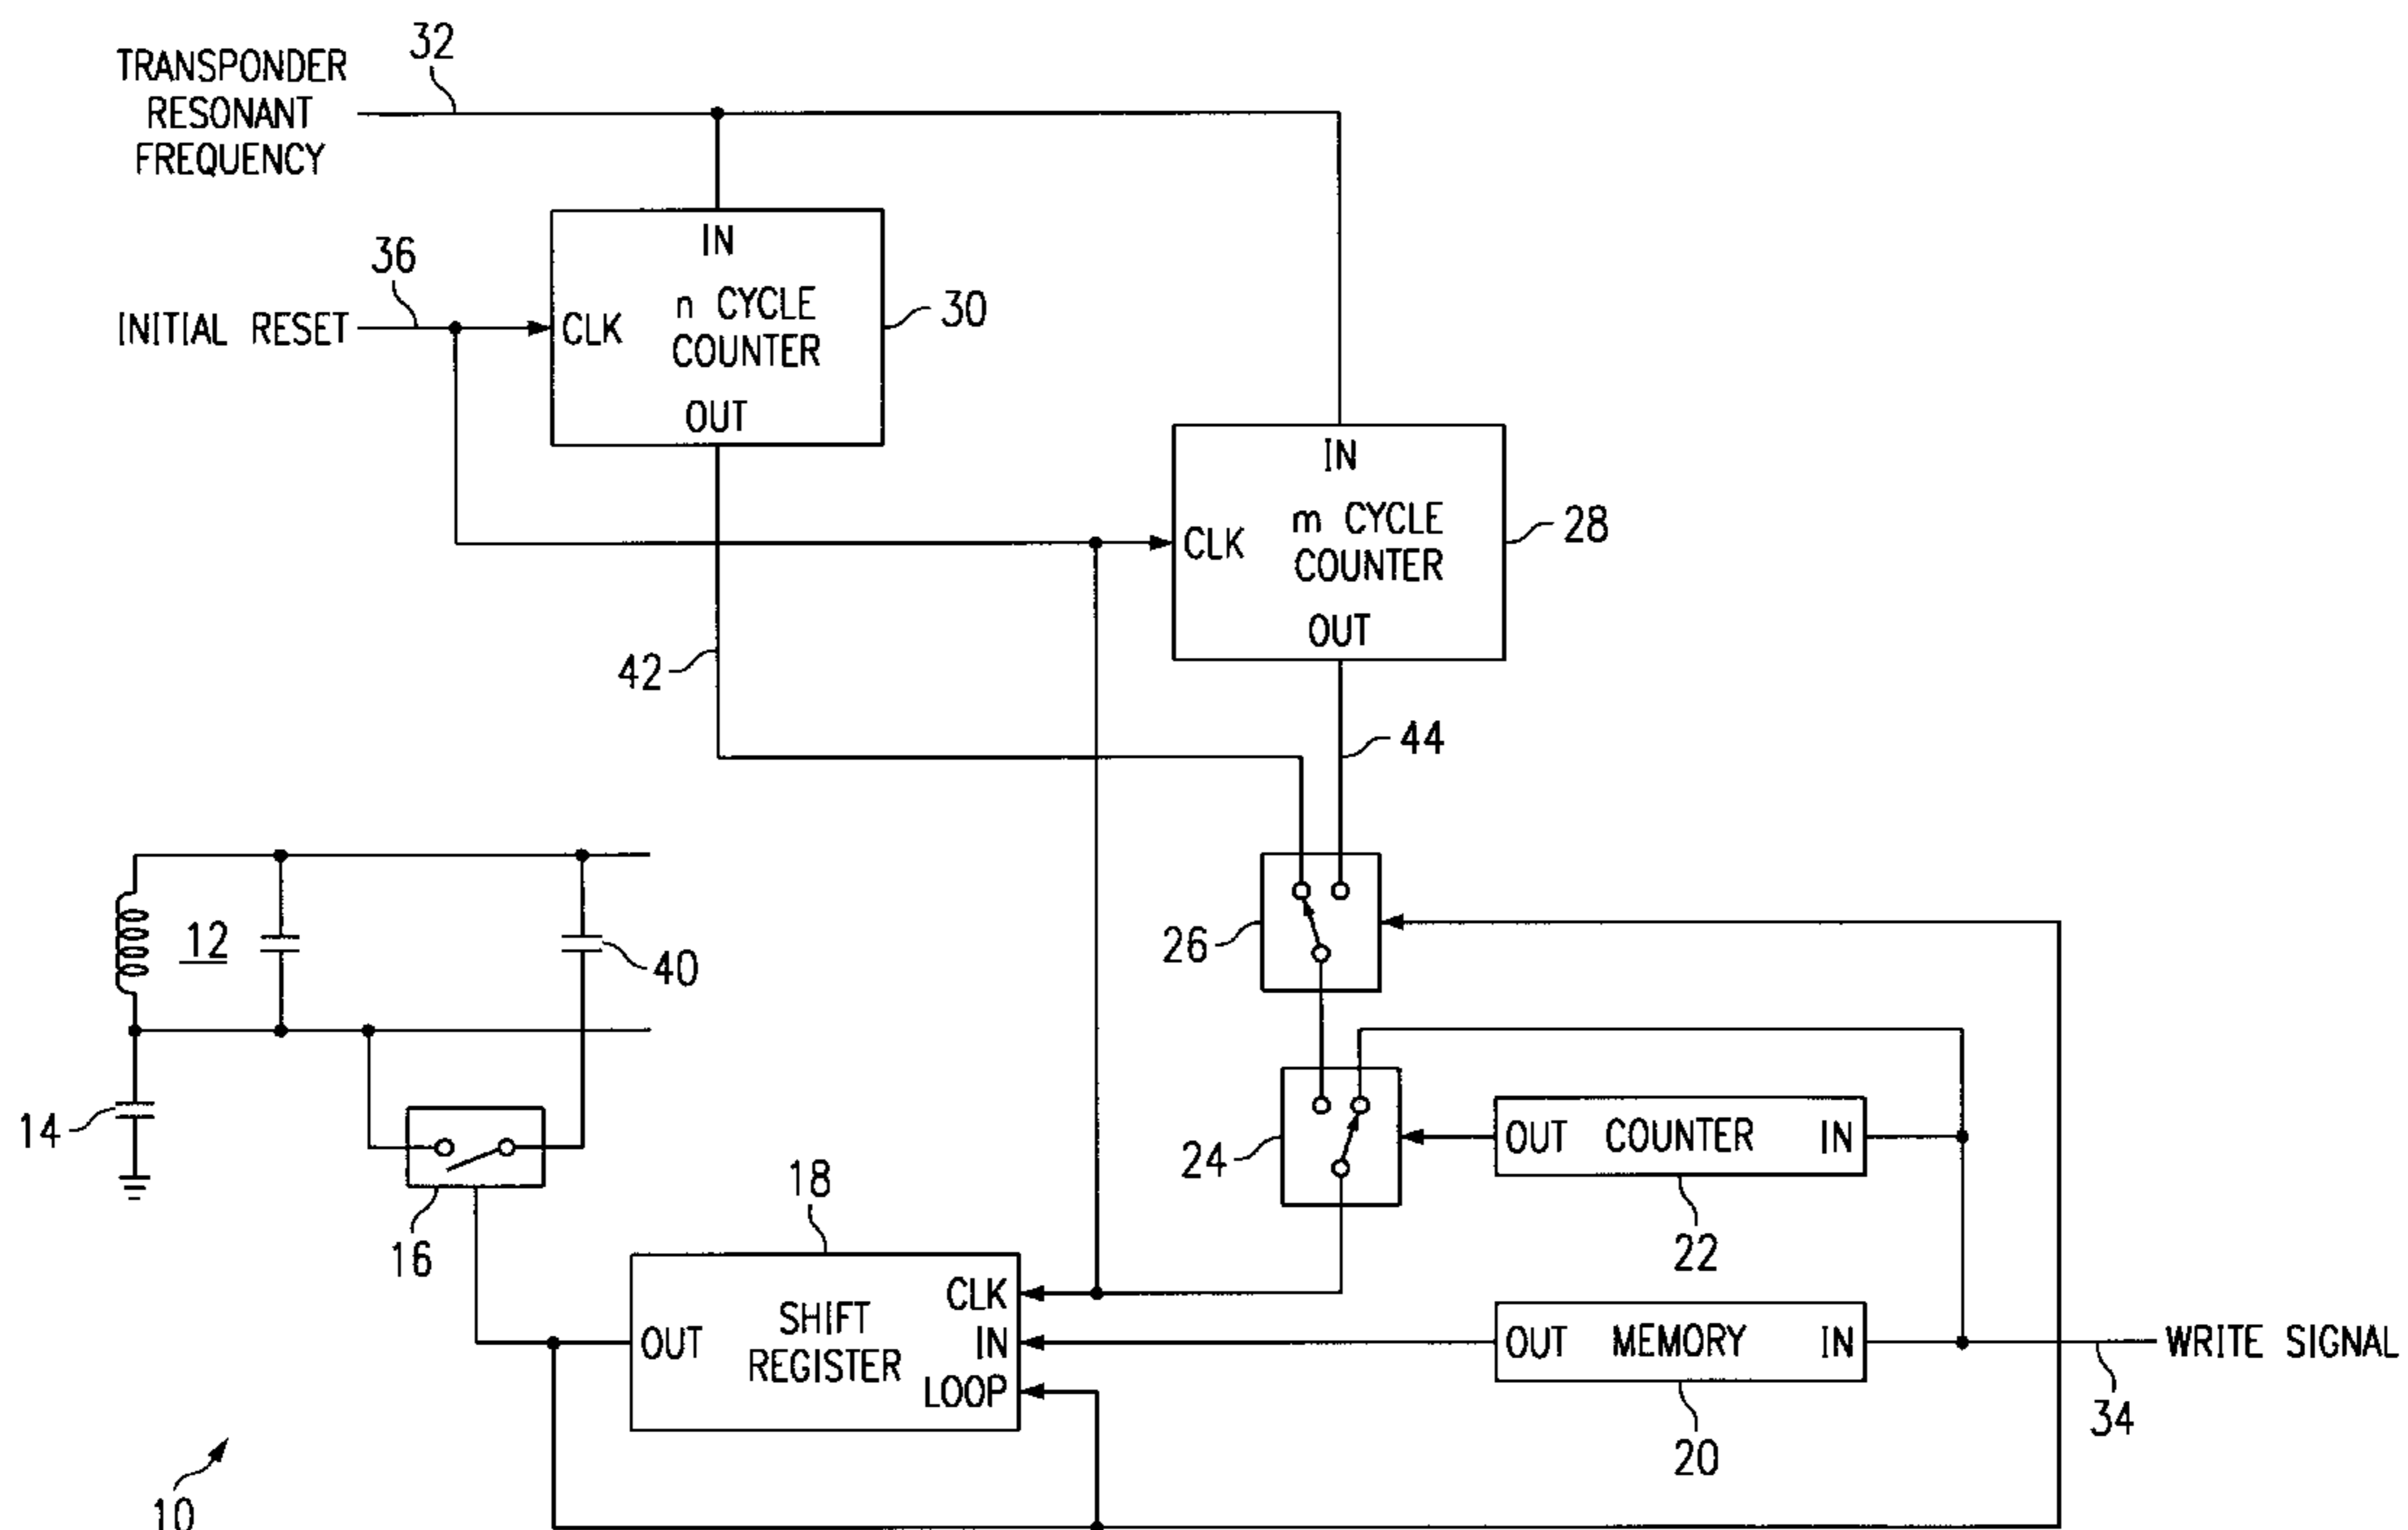 32
TRANSPONDER
RESONANT
FREQUENCY
36
INITIAL RESET
IN
CLK
n CYCLE
COUNTER
OUT
30
IN
CLK
m CYCLE
COUNTER
OUT
28
42
44
12
40
26
14
16
24
OUT COUNTER IN
22
18
OUT
SHIFT
REGISTER
CLK
IN
LOOP
OUT MEMORY IN
20
WRITE SIGNAL
34
10